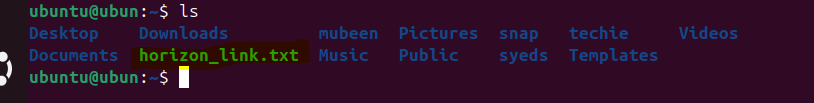 ubuntu@ubun:~$ ls
Desktop Downloads mubeen Pictures snap techie Videos
Documents horizon_link.txt Music Public syeds Templates
ubuntu@ubun:~$